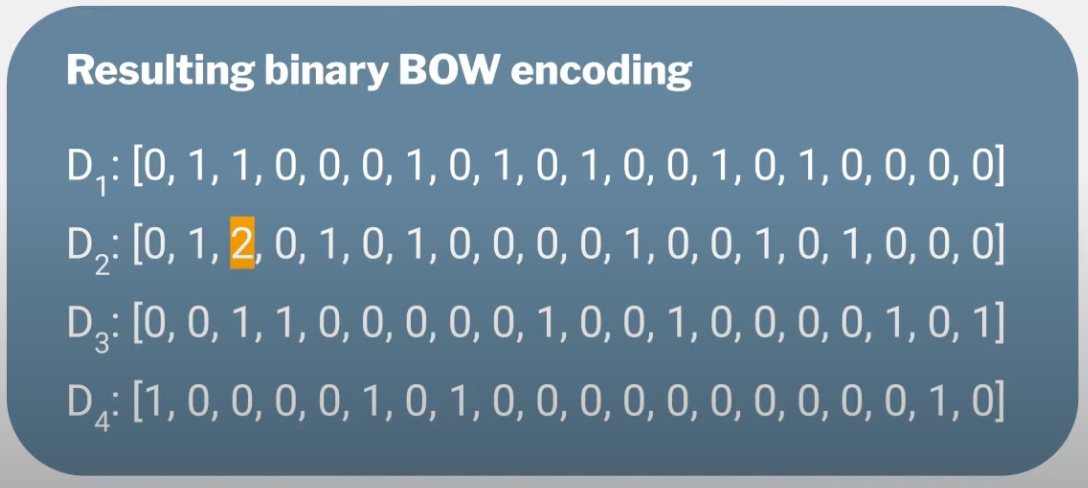 Resulting binary BOW encoding
D₁: [0, 1, 1, 0, 0, 0, 1, 0, 1, 0, 1, 0, 0, 1, 0, 1, 0, 0, 0, 0]
D₂: [0, 1, 2, 0, 1, 0, 1, 0, 0, 0, 0, 1, 0, 0, 1, 0, 1, 0, 0, 0]
D₃: [0, 0, 1, 1, 0, 0, 0, 0, 0, 1, 0, 0, 1, 0, 0, 0, 0, 1, 0, 1]
D₄: [1, 0, 0, 0, 0, 1, 0, 1, 0, 0, 0, 0, 0, 0, 0, 0, 0, 0, 1, 0]